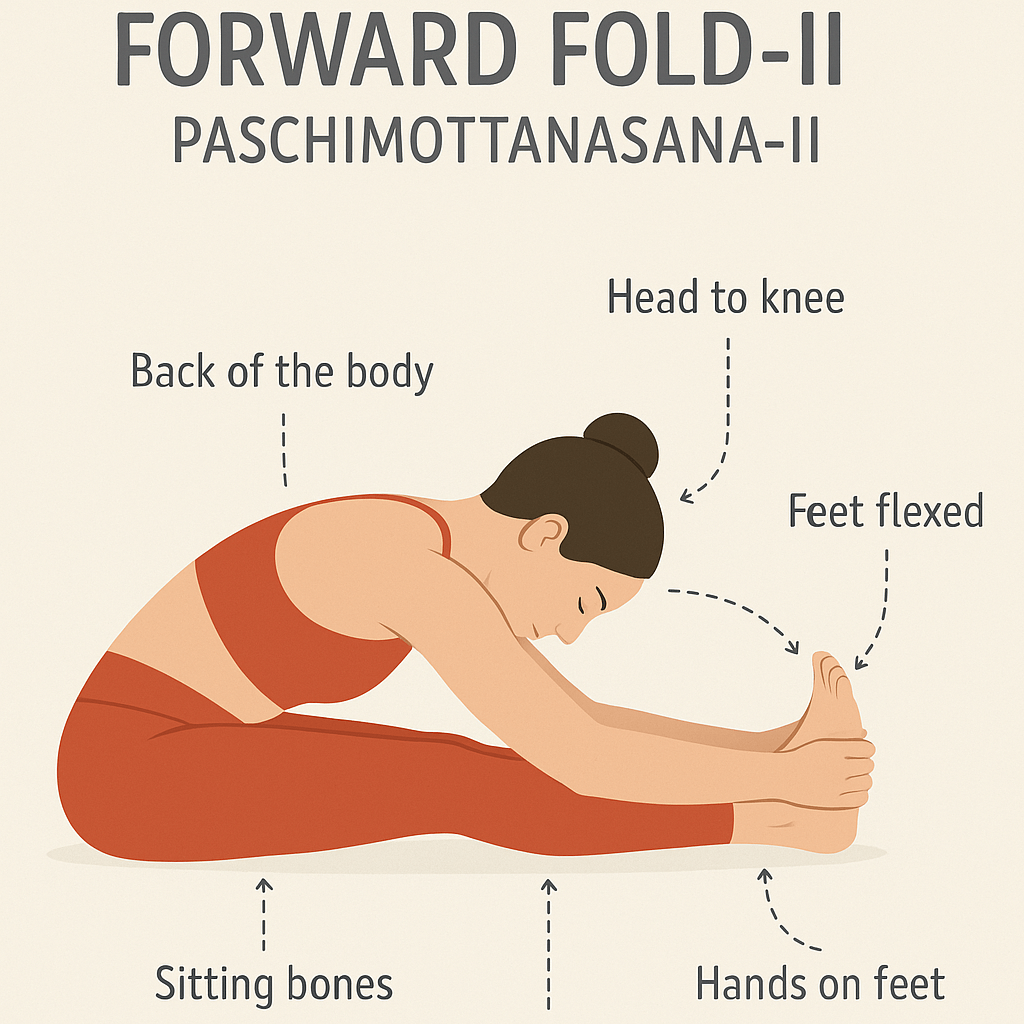 FORWARD FOLD-II
PASCHIMOTTANASANA-II
Head to knee
Back of the body
Feet flexed
Sitting bones
Hands on feet